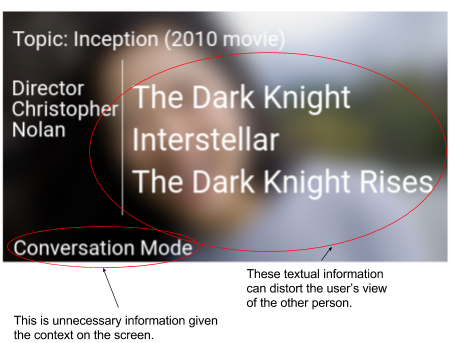 Topic: Inception (2010 movie)
Director
Christopher
Nolan
The Dark Knight
Interstellar
The Dark Knight Rises
Conversation Mode
These textual information
can distort the user's view
of the other person.
This is unnecessary information given
the context on the screen.